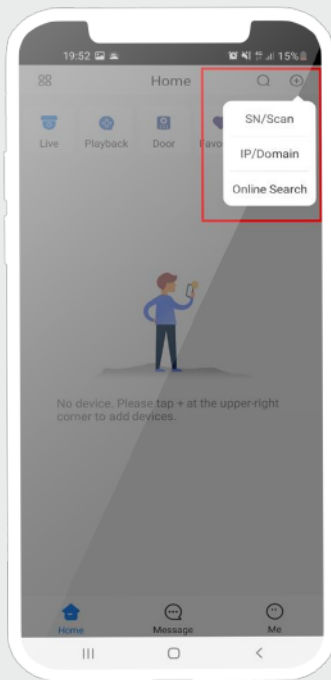 19:52 15%
Home
Live Playback Door Favo
SN/Scan
IP/Domain
Online Search
No device, Please tap + at the upper-right
corner to add devices.
Home Message Me